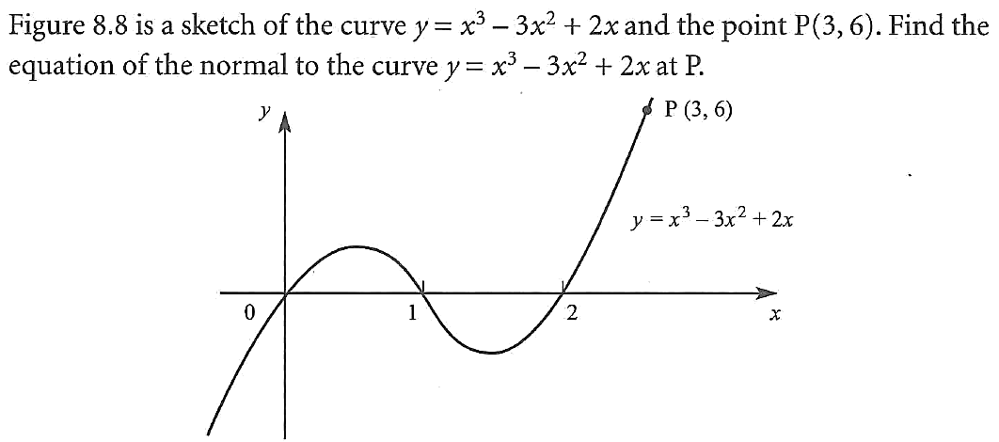 Figure 8.8 is a sketch of the curve y = x³ – 3x² + 2x and the point P(3, 6). Find the
equation of the normal to the curve y = x³ – 3x² + 2x at P.
y
P (3, 6)
y = x³ – 3x² + 2x
0
1
2
x